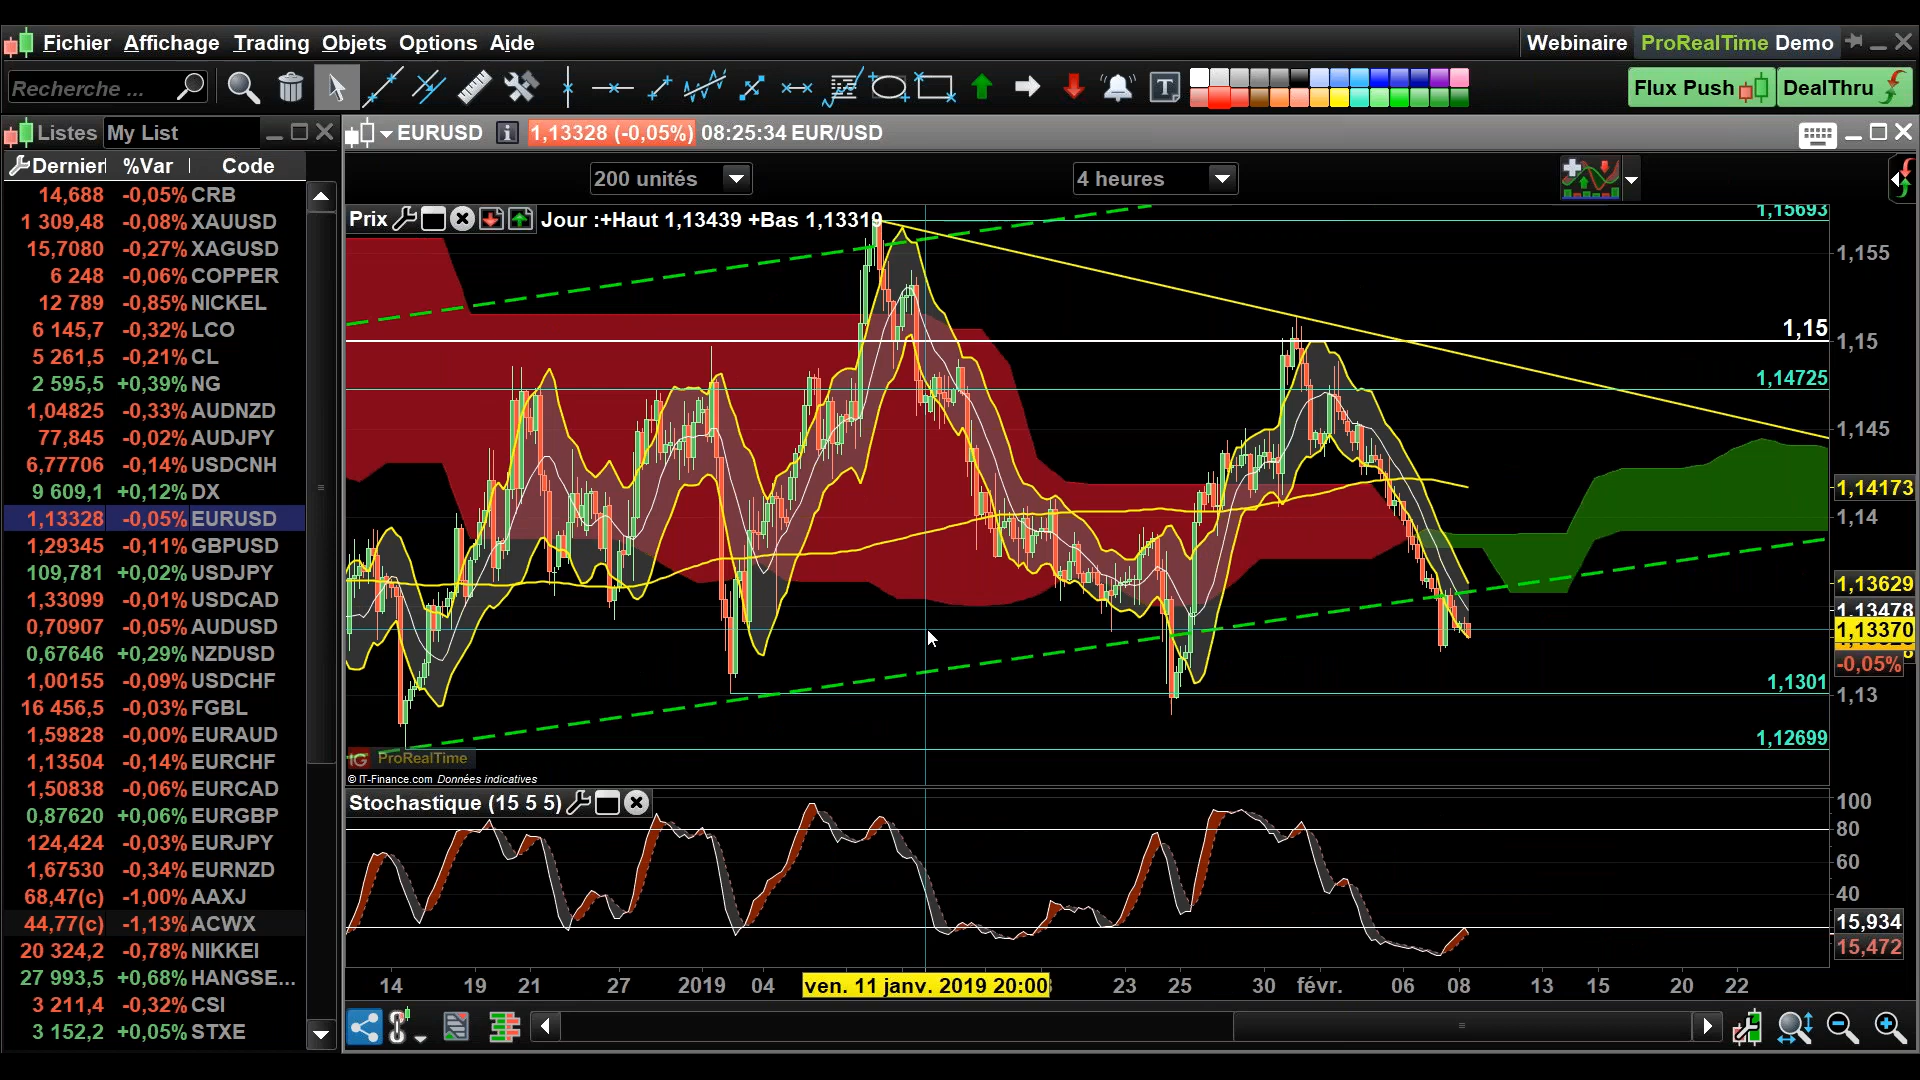 Fichier Affichage Trading Objets Options Aide
Webinaire ProRealTime Demo
Recherche ...
T
Flux Push DealThru
Listes My List
EURUSD i 1,13328 (-0,05%) 08:25:34 EUR/USD
Dernier %Var Code
200 unités 4 heures
14,688 -0,05% CRB
1 309,48 -0,08% XAUUSD
15,7080 -0,27% XAGUSD
6 248 -0,06% COPPER
12 789 -0,85% NICKEL
6 145,7 -0,32% LCO
5 261,5 -0,21% CL
2 595,5 +0,39% NG
1,04825 -0,33% AUDNZD
77,845 -0,02% AUDJPY
6,77706 -0,14% USDCNH
9 609,1 +0,12% DX
1,13328 -0,05% EURUSD
1,29345 -0,11% GBPUSD
109,781 +0,02% USDJPY
1,33099 -0,01% USDCAD
0,70907 -0,05% AUDUSD
0,67646 +0,29% NZDUSD
1,00155 -0,09% USDCHF
16 456,5 -0,03% FGBL
1,59828 -0,00% EURAUD
1,13504 -0,14% EURCHF
1,50838 -0,06% EURCAD
0,87620 +0,06% EURGBP
124,424 -0,03% EURJPY
1,67530 -0,34% EURNZD
68,47(c) -1,00% AAXJ
44,77(c) -1,13% ACWX
20 324,2 -0,78% NIKKEI
27 993,5 +0,68% HANGSE...
3 211,4 -0,32% CSI
3 152,2 +0,05% STXE
Prix Jour :+Haut 1,13439 +Bas 1,13319
1,15693
1,155
1,15 1,15
1,14725
1,145
1,14173
1,14
1,13629
1,13478
1,13370
-0,05%
1,1301
1,13
1,12699
IG ProRealTime
© IT-Finance.com Données indicatives
Stochastique (15 5 5)
100
80
60
40
15,934
15,472
14 19 21 27 2019 04 ven. 11 janv. 2019 20:00 23 25 30 févr. 06 08 13 15 20 22